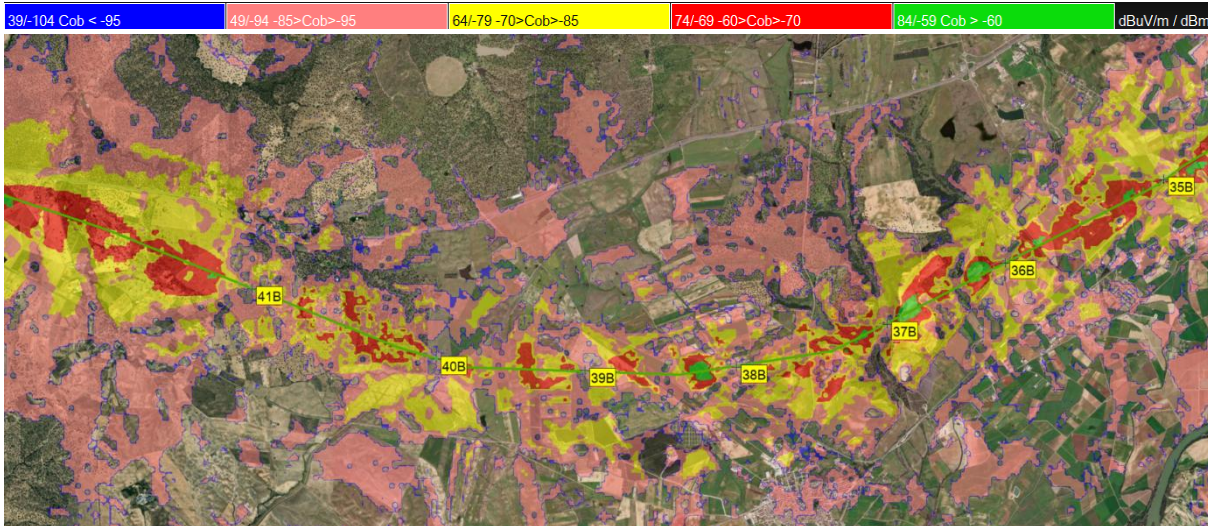 39/-104 Cob < -95
49/-94 -85>Cob>-95
64/-79 -70>Cob>-85
74/-69 -60>Cob>-70
84/-59 Cob > -60
dBuV/m / dBm
35B
36B
41B
37B
40B
38B
39B